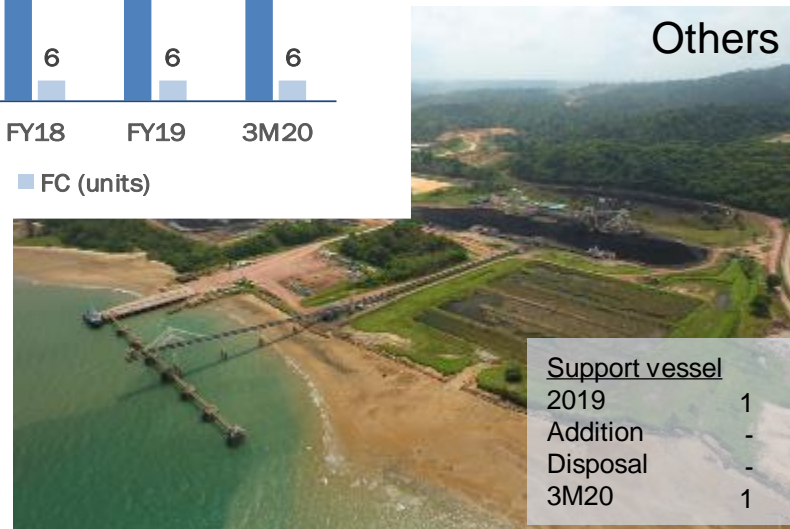 Others
6 6 6
FY18 FY19 3M20
FC (units)
Support vessel
2019 1
Addition -
Disposal -
3M20 1